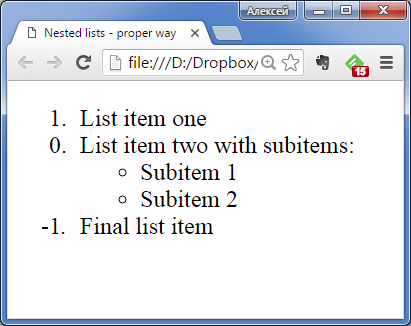 Алексей
Nested lists - proper way
file:///D:/Dropbox/
15
1. List item one
0. List item two with subitems:
Subitem 1
Subitem 2
-1. Final list item